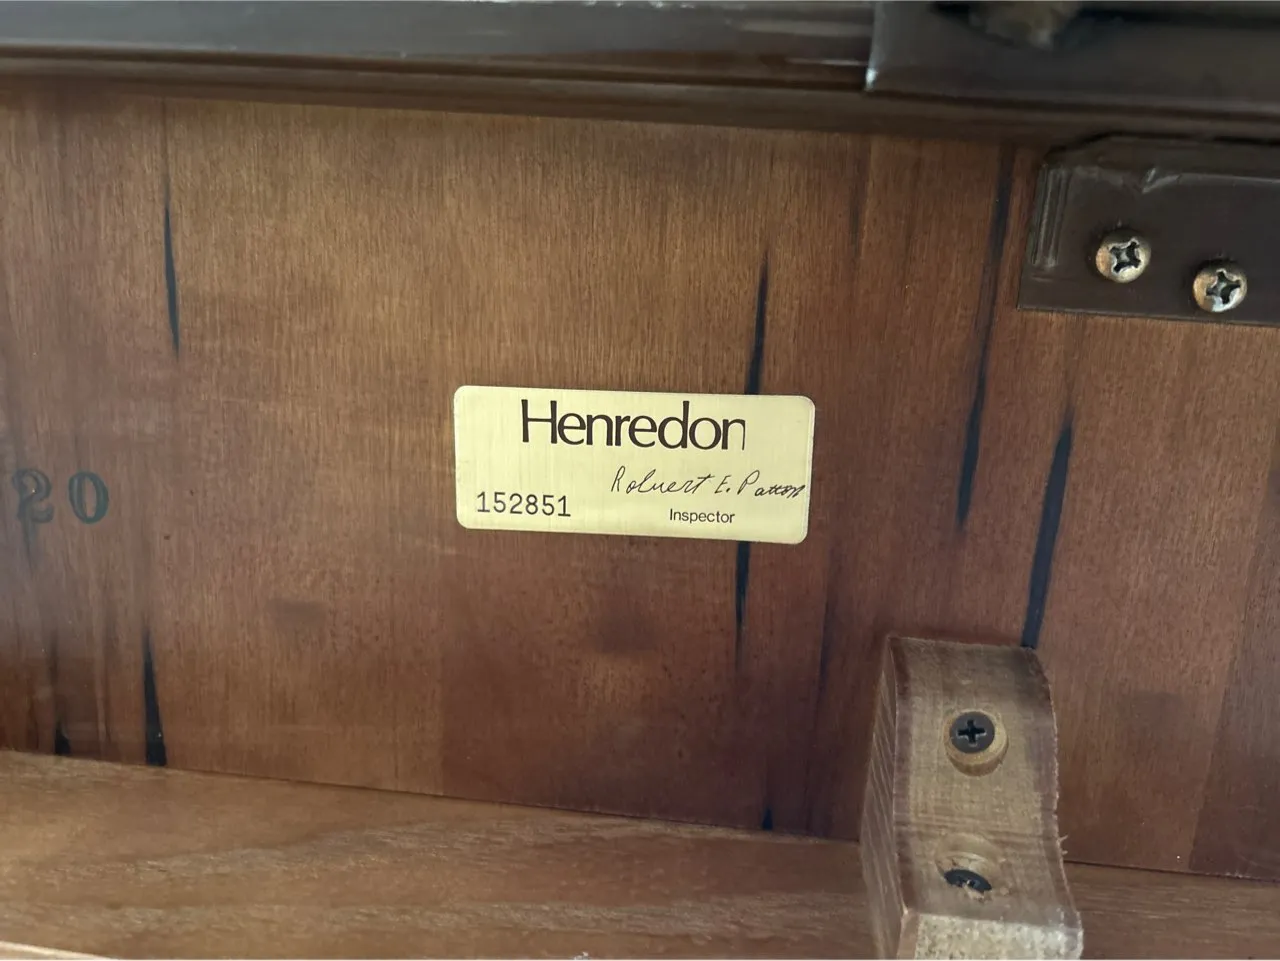 Henredon
Robert E. Patton
152851
Inspector
20